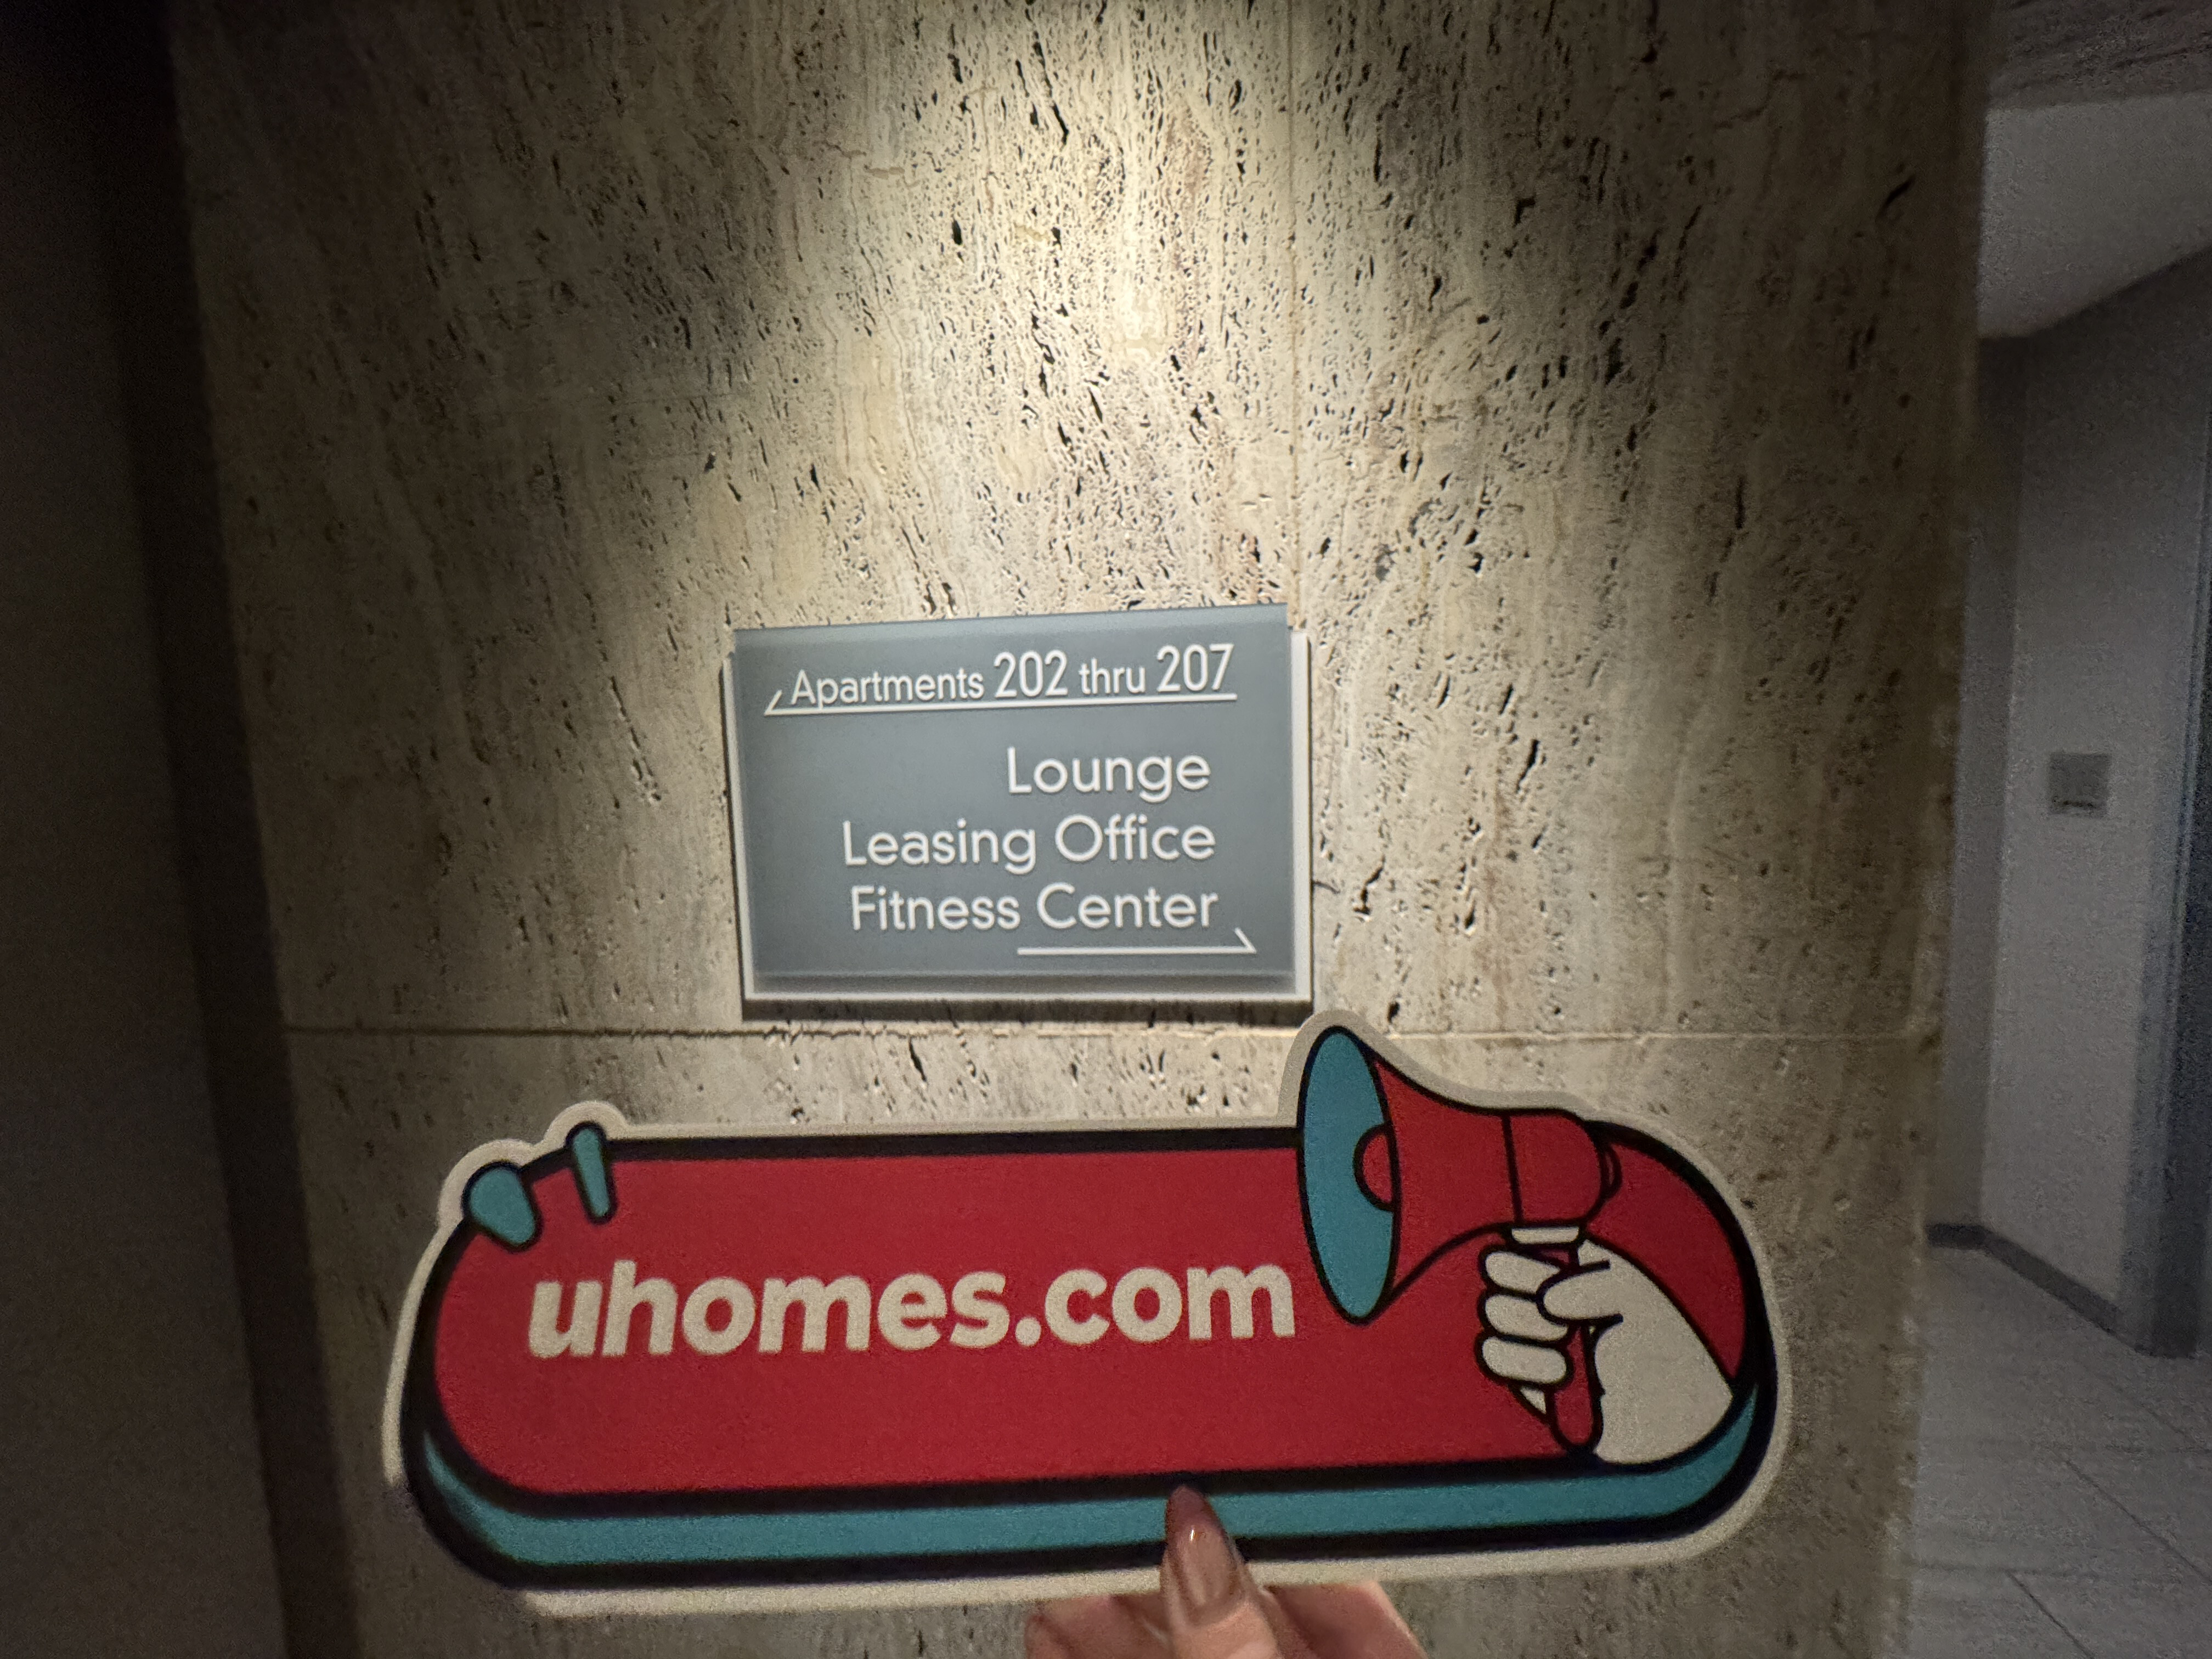 Apartments 202 thru 207
Lounge
Leasing Office
Fitness Center
uhomes.com